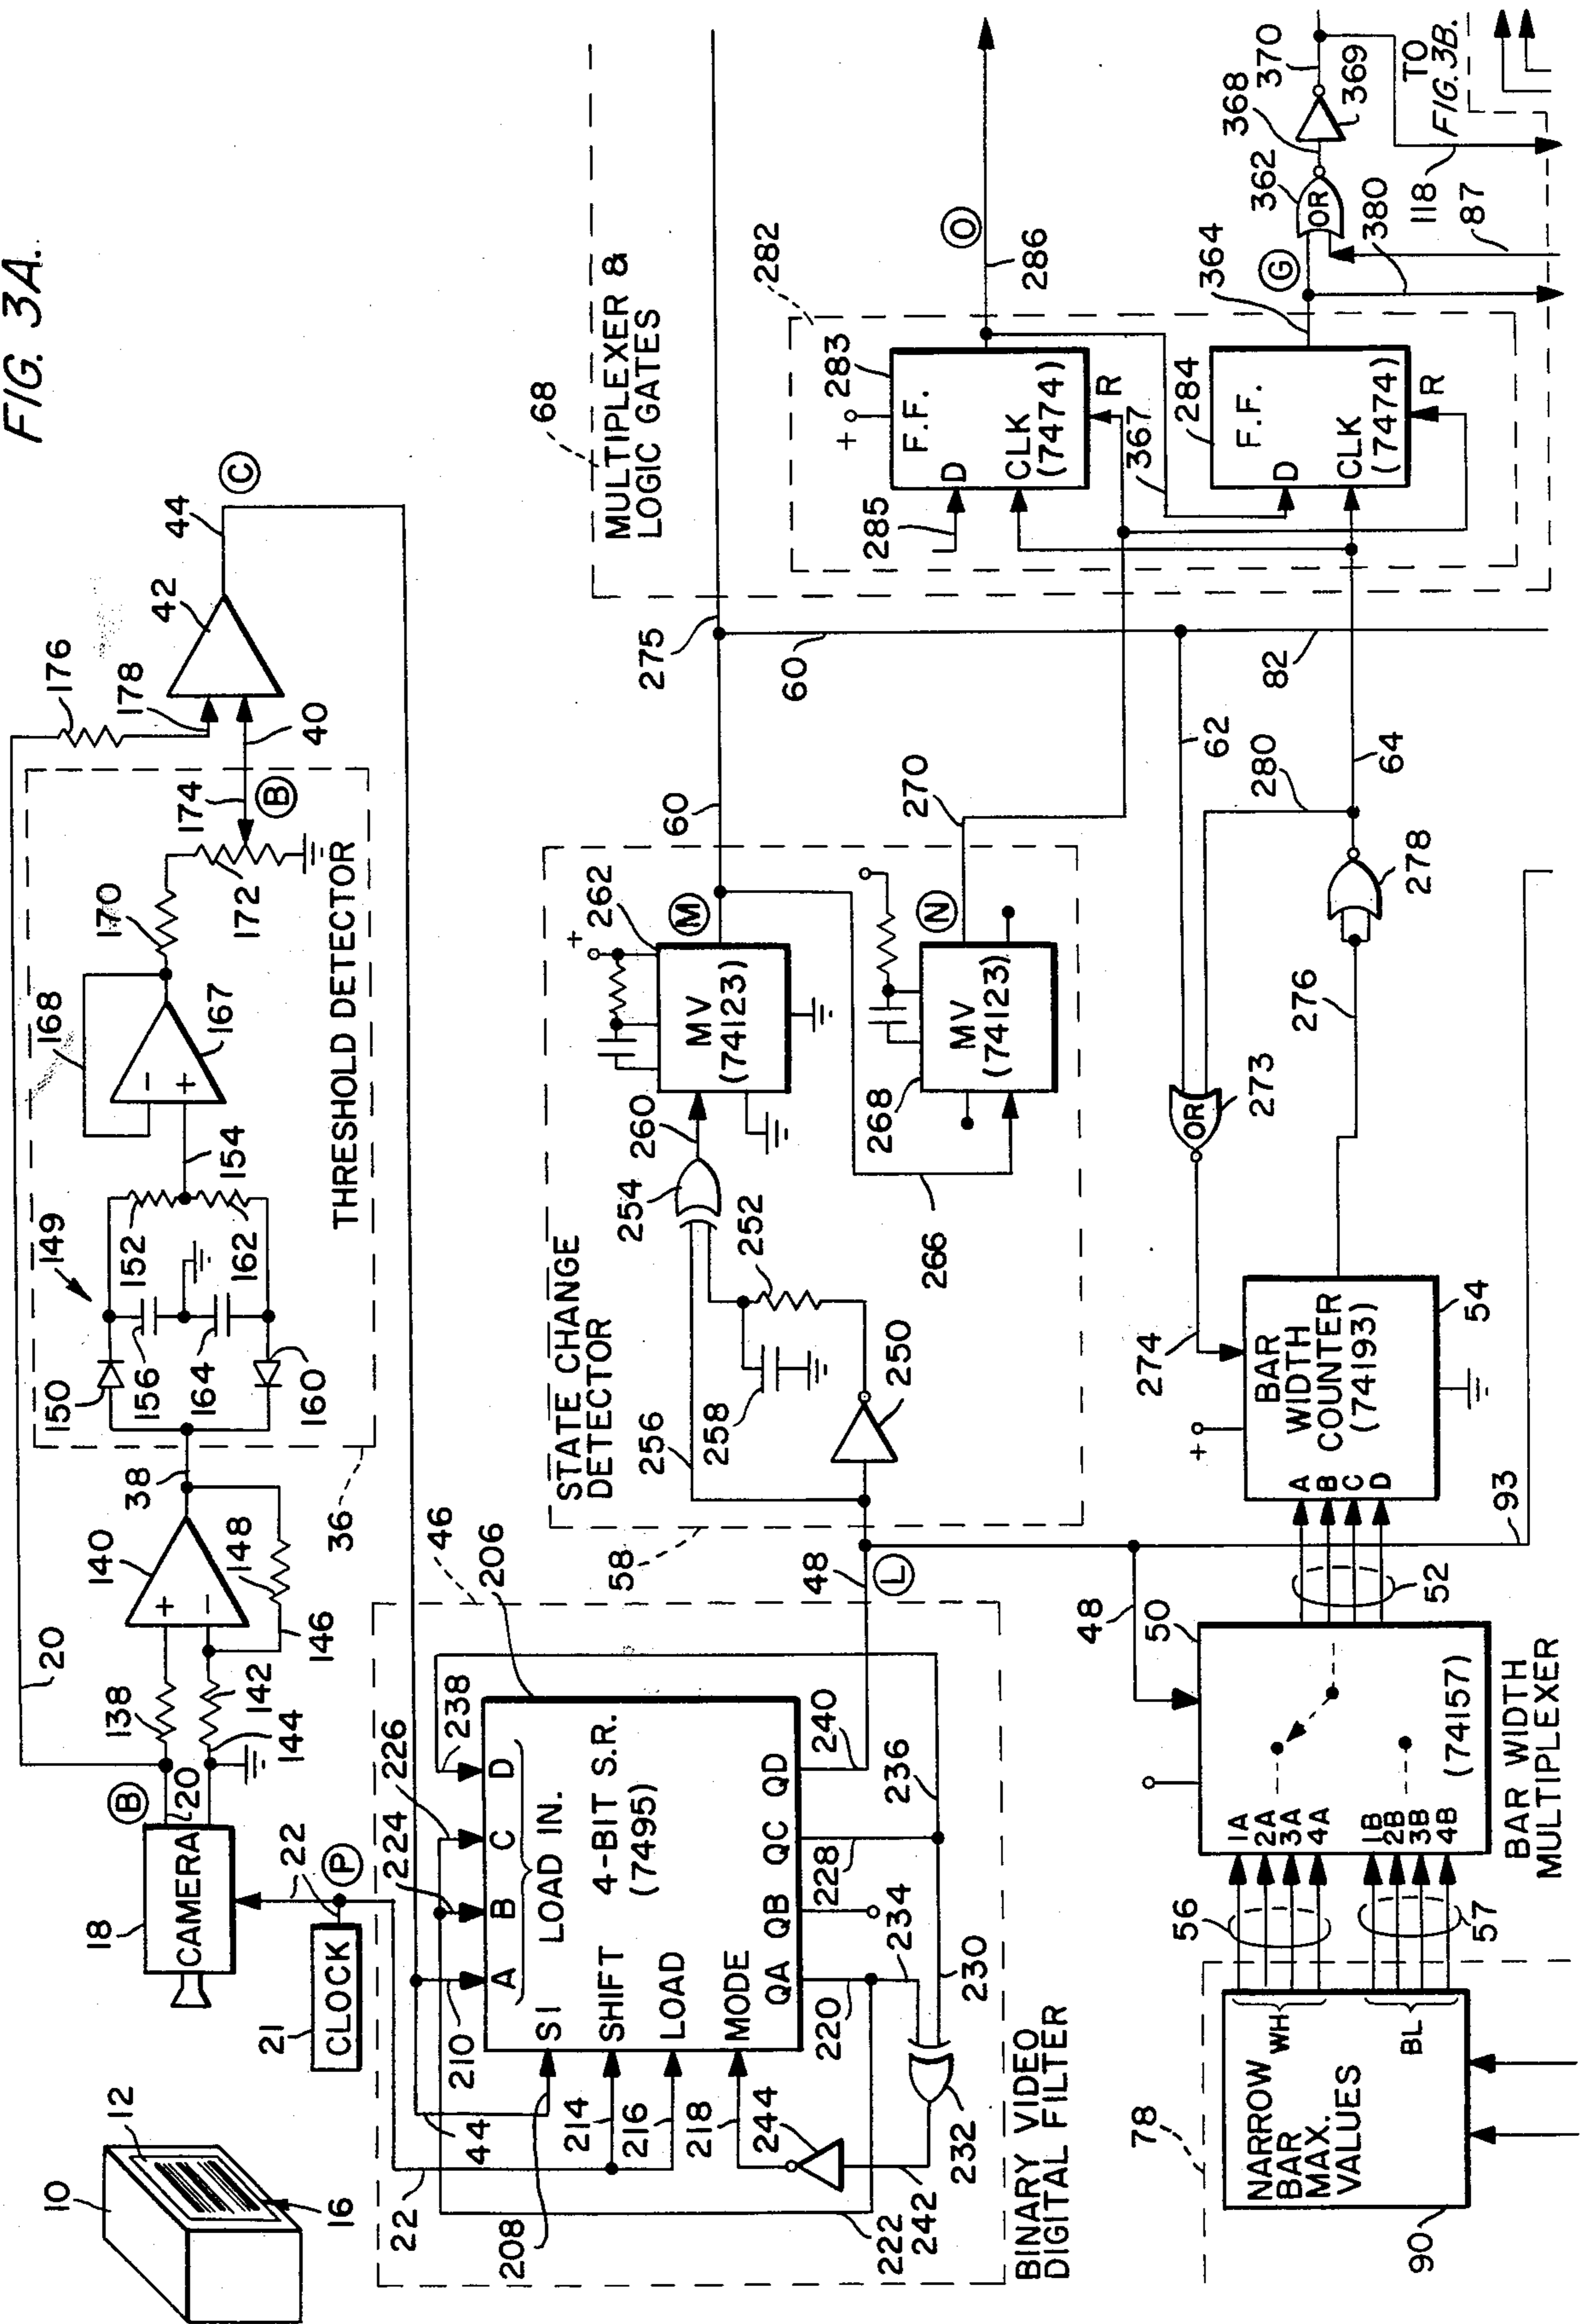 FIG. 3A.
10
12
16
CAMERA
18
B
20
20
138
142
144
22
P
21
CLOCK
140
+
−
38
148
146
36
150
156
164
160
149
152
162
154
168
−
+
167
170
172
174
B
THRESHOLD DETECTOR
176
178
40
42
44
C
22
44
46
206
208
210
214
216
218
244
222
242
BINARY VIDEO
DIGITAL FILTER
224
226
238
A B C D
LOAD IN.
SI
SHIFT
LOAD
MODE
4-BIT S.R.
(7495)
QA QB QC QD
220
234
228
240
236
230
232
48
L
STATE CHANGE
DETECTOR
58
256
258
252
250
254
260
+
262
MV
(74123)
M
60
266
268
MV
(74123)
N
270
275
60
82
62
280
64
68
MULTIPLEXER &
LOGIC GATES
282
+
283
F.F.
D
CLK
(7474)
R
285
367
284
F.F.
D
CLK
(7474)
R
O
286
364
G
362
OR
368
369
370
118
380
87
TO
FIG. 3B.
78
NARROW
BAR
MAX.
VALUES
WH
BL
90
56
57
1A
2A
3A
4A
1B
2B
3B
4B
(74157)
48
50
BAR WIDTH
MULTIPLEXER
52
93
A
B
C
D
+
BAR
WIDTH
COUNTER
(74193)
54
274
OR
273
276
278